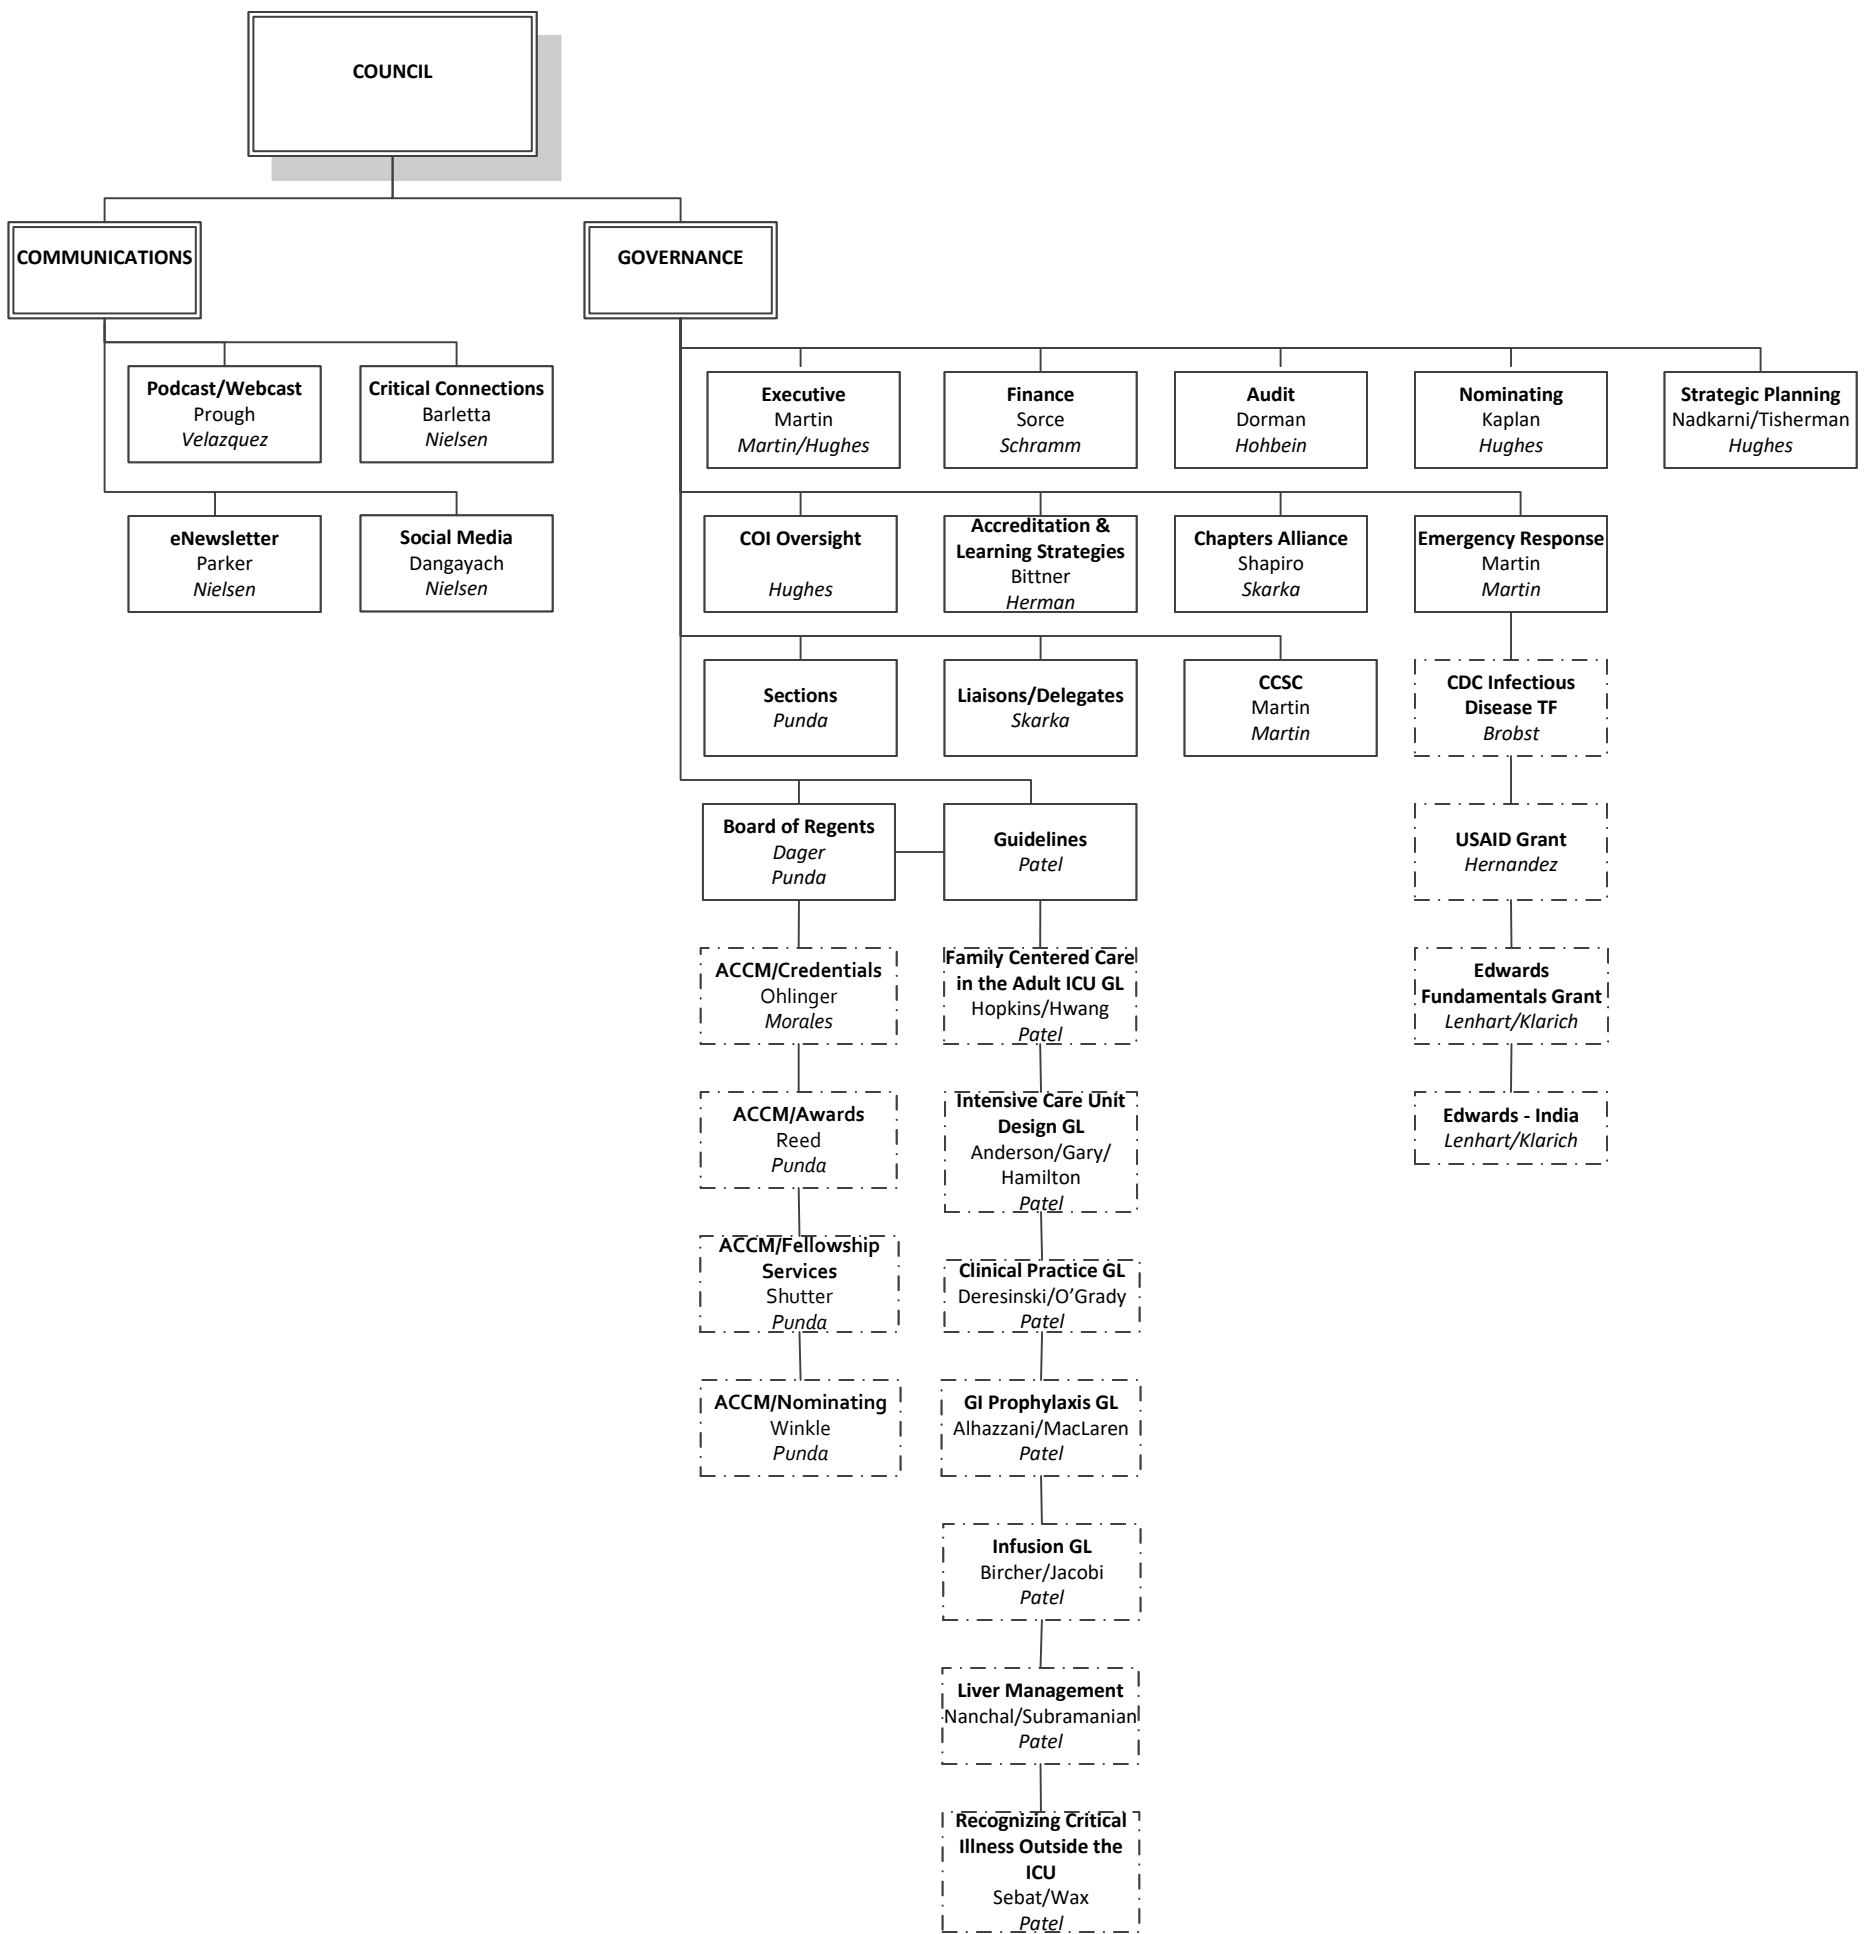 COUNCIL
COMMUNICATIONS
GOVERNANCE
Podcast/Webcast
Prough
Velazquez
Critical Connections
Barletta
Nielsen
Executive
Martin
Martin/Hughes
Finance
Sorce
Schramm
Audit
Dorman
Hohbein
Nominating
Kaplan
Hughes
Strategic Planning
Nadkarni/Tisherman
Hughes
eNewsletter
Parker
Nielsen
Social Media
Dangayach
Nielsen
COI Oversight
Hughes
Accreditation &
Learning Strategies
Bittner
Herman
Chapters Alliance
Shapiro
Skarka
Emergency Response
Martin
Martin
Sections
Punda
Liaisons/Delegates
Skarka
CCSC
Martin
Martin
CDC Infectious
Disease TF
Brobst
Board of Regents
Dager
Punda
Guidelines
Patel
USAID Grant
Hernandez
ACCM/Credentials
Ohlinger
Morales
Family Centered Care
in the Adult ICU GL
Hopkins/Hwang
Patel
Edwards
Fundamentals Grant
Lenhart/Klarich
ACCM/Awards
Reed
Punda
Intensive Care Unit
Design GL
Anderson/Gary/
Hamilton
Patel
Edwards - India
Lenhart/Klarich
ACCM/Fellowship
Services
Shutter
Punda
Clinical Practice GL
Deresinski/O’Grady
Patel
ACCM/Nominating
Winkle
Punda
GI Prophylaxis GL
Alhazzani/MacLaren
Patel
Infusion GL
Bircher/Jacobi
Patel
Liver Management
Nanchal/Subramanian
Patel
Recognizing Critical
Illness Outside the
ICU
Sebat/Wax
Patel